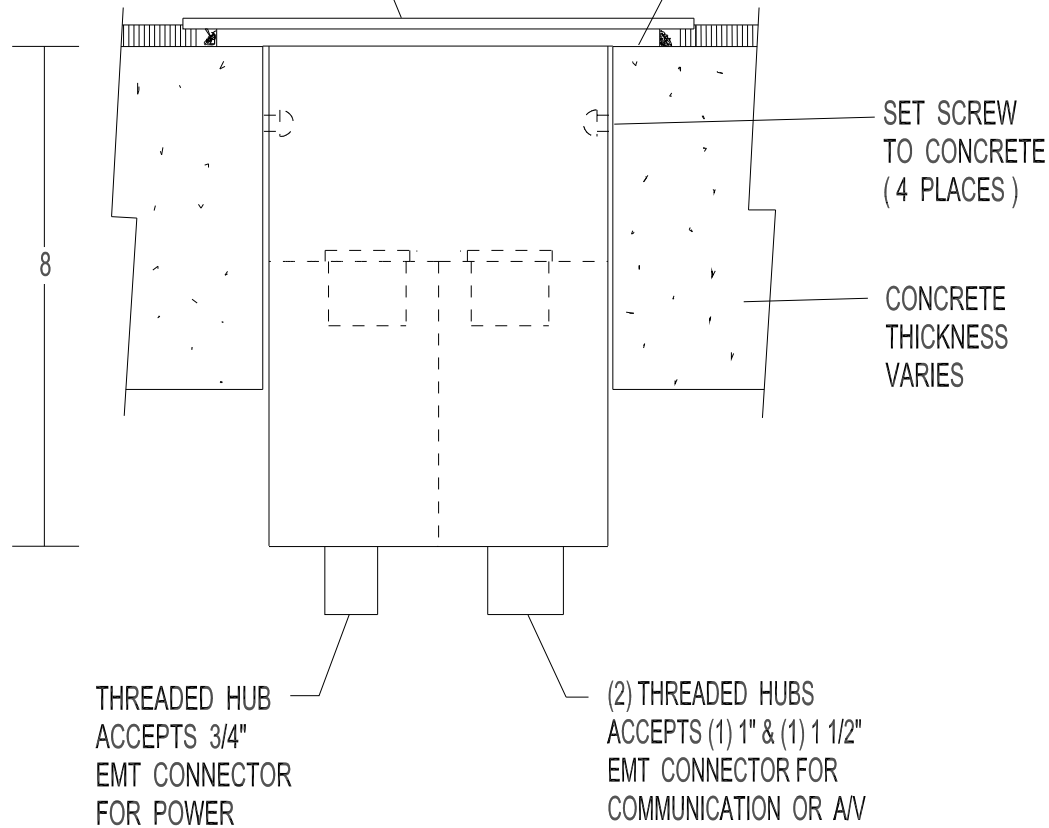 SET SCREW
TO CONCRETE
( 4 PLACES )
8
CONCRETE
THICKNESS
VARIES
THREADED HUB
ACCEPTS 3/4"
EMT CONNECTOR
FOR POWER
(2) THREADED HUBS
ACCEPTS (1) 1" & (1) 1 1/2"
EMT CONNECTOR FOR
COMMUNICATION OR A/V